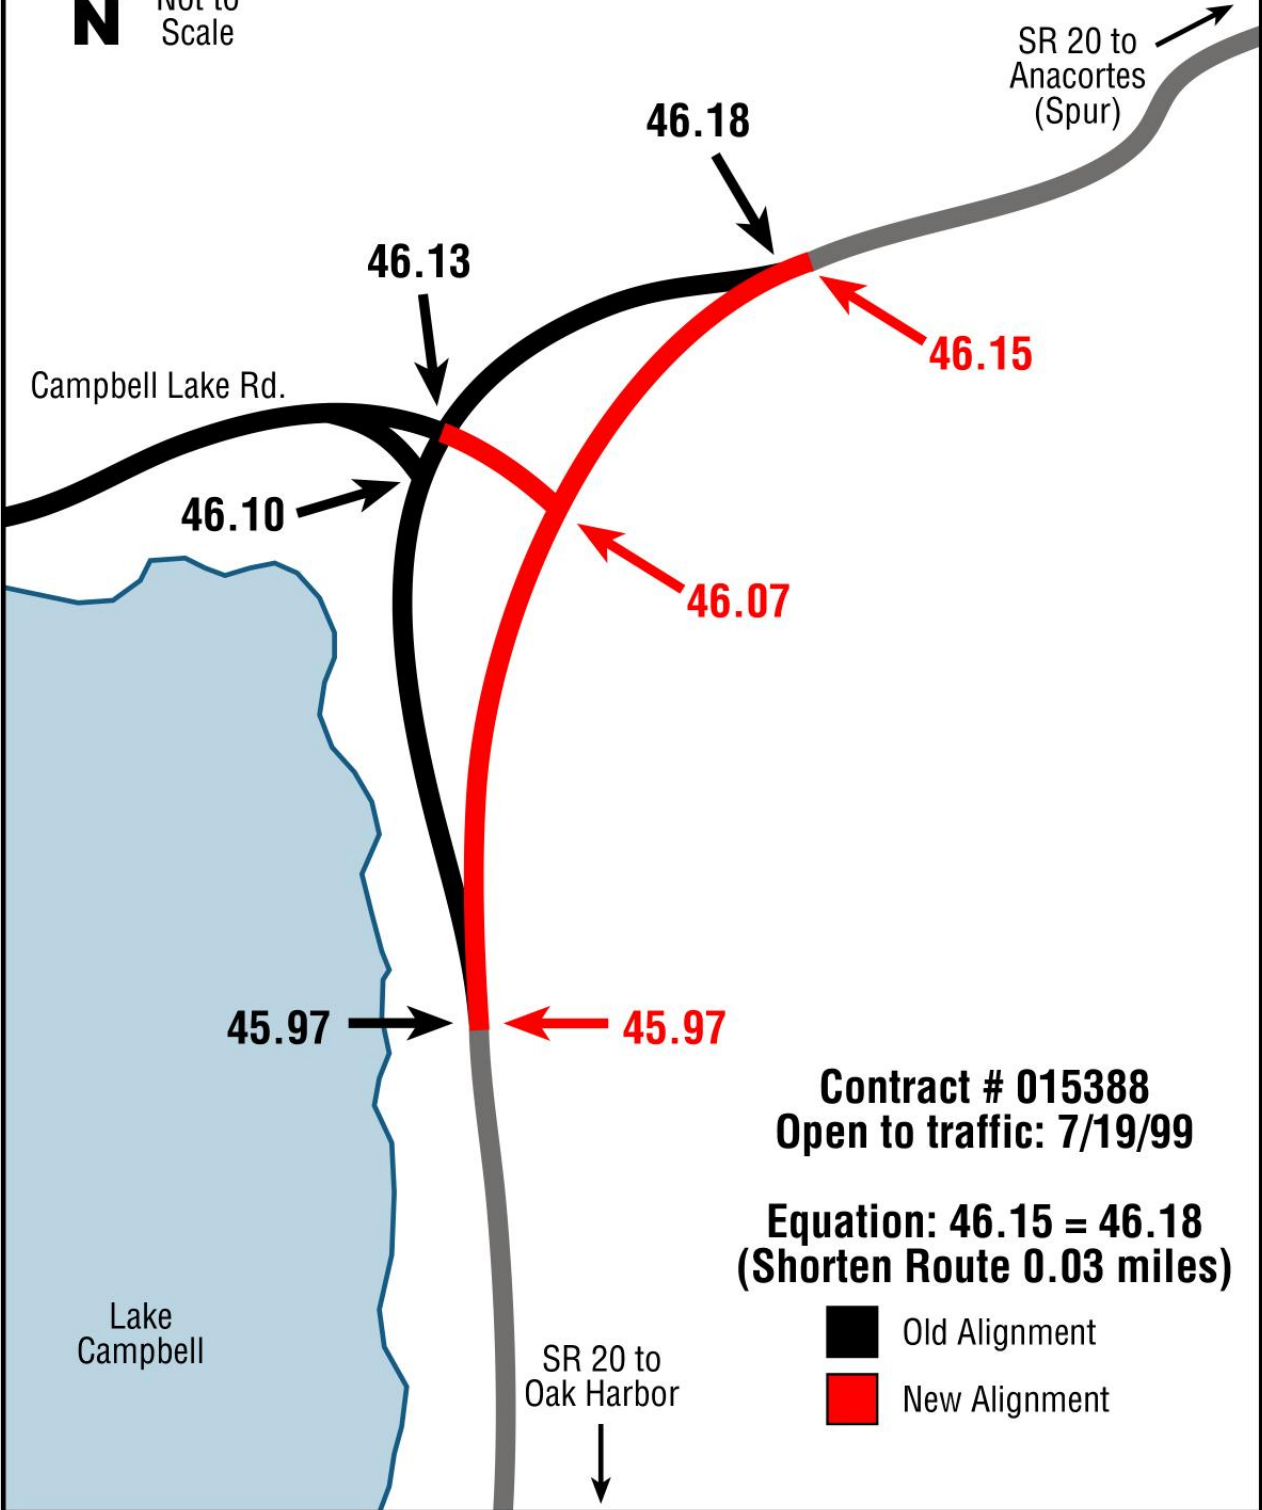 Not to
N
Scale
SR 20 to
Anacortes
(Spur)
46.18
46.13
46.15
Campbell Lake Rd.
46.10
46.07
45.97
45.97
Contract # 015388
Open to traffic: 7/19/99
Equation: 46.15 = 46.18
(Shorten Route 0.03 miles)
Lake
Campbell
Old Alignment
SR 20 to
Oak Harbor
New Alignment